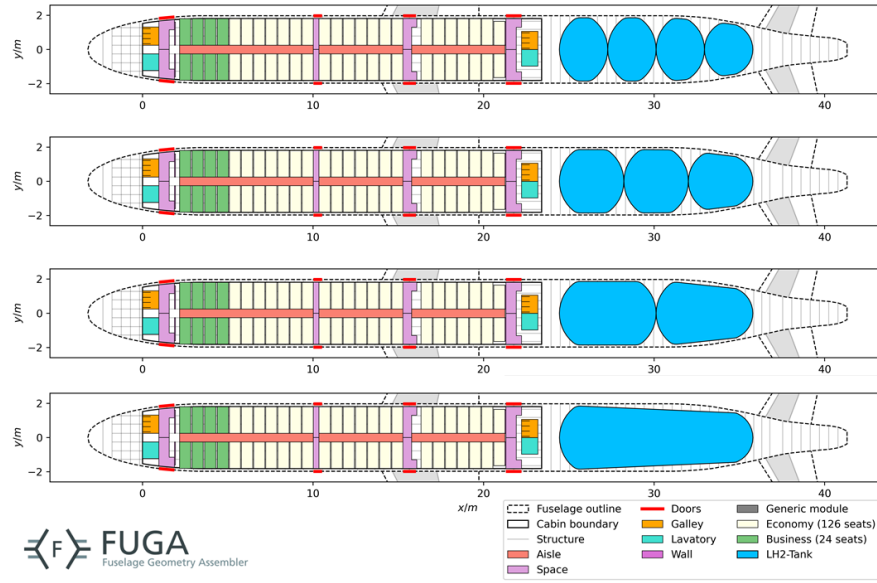 y/m
2
0
−2
0
10
20
30
40
y/m
2
0
−2
0
10
20
30
40
y/m
2
0
−2
0
10
20
30
40
y/m
2
0
−2
0
10
20
30
40
x/m
Fuselage outline
Cabin boundary
Structure
Aisle
Space
Doors
Galley
Lavatory
Wall
Generic module
Economy (126 seats)
Business (24 seats)
LH2-Tank
F
FUGA
Fuselage Geometry Assembler